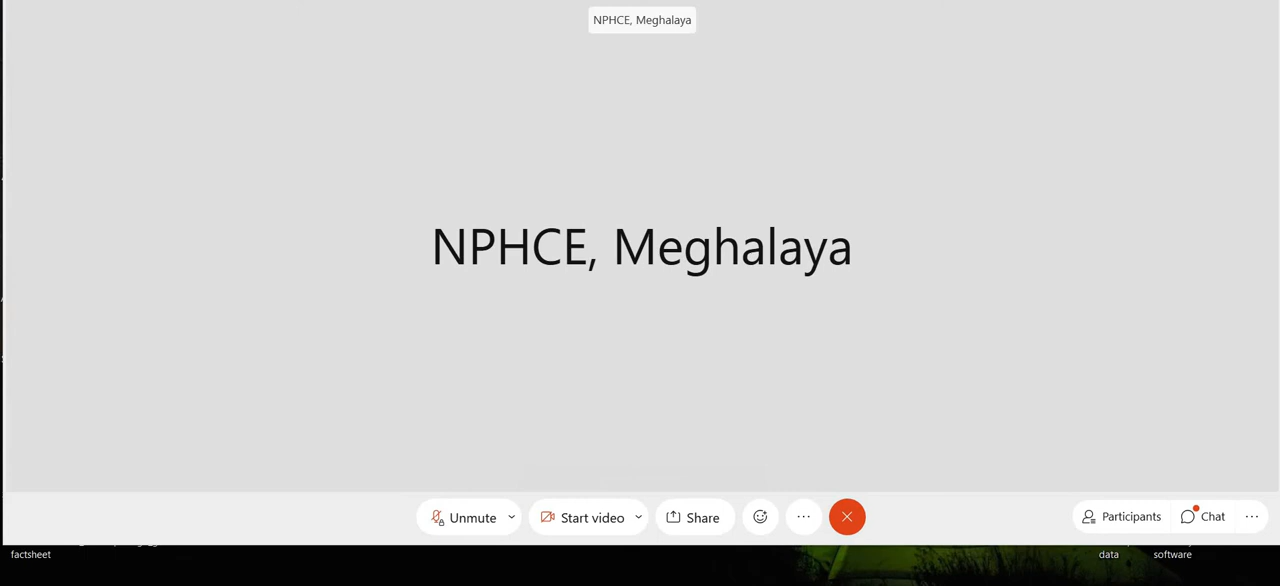 NPHCE, Meghalaya
NPHCE, Meghalaya
Unmute
Start video
Share
Participants
Chat
factsheet
data
software